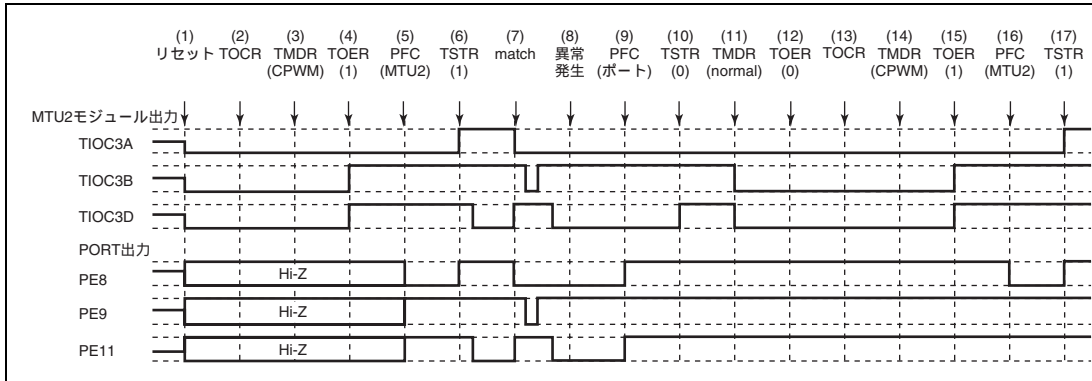 (1) (2) (3) (4) (5) (6) (7) (8) (9) (10) (11) (12) (13) (14) (15) (16) (17)
リセット TOCR TMDR TOER PFC TSTR match 異常 PFC TSTR TMDR TOER TOCR TMDR TOER PFC TSTR
(CPWM) (1) (MTU2) (1) 発生 (ポート) (0) (normal) (0) (CPWM) (1) (MTU2) (1)
MTU2モジュール出力
TIOC3A
TIOC3B
TIOC3D
PORT出力
PE8 Hi-Z
PE9 Hi-Z
PE11 Hi-Z